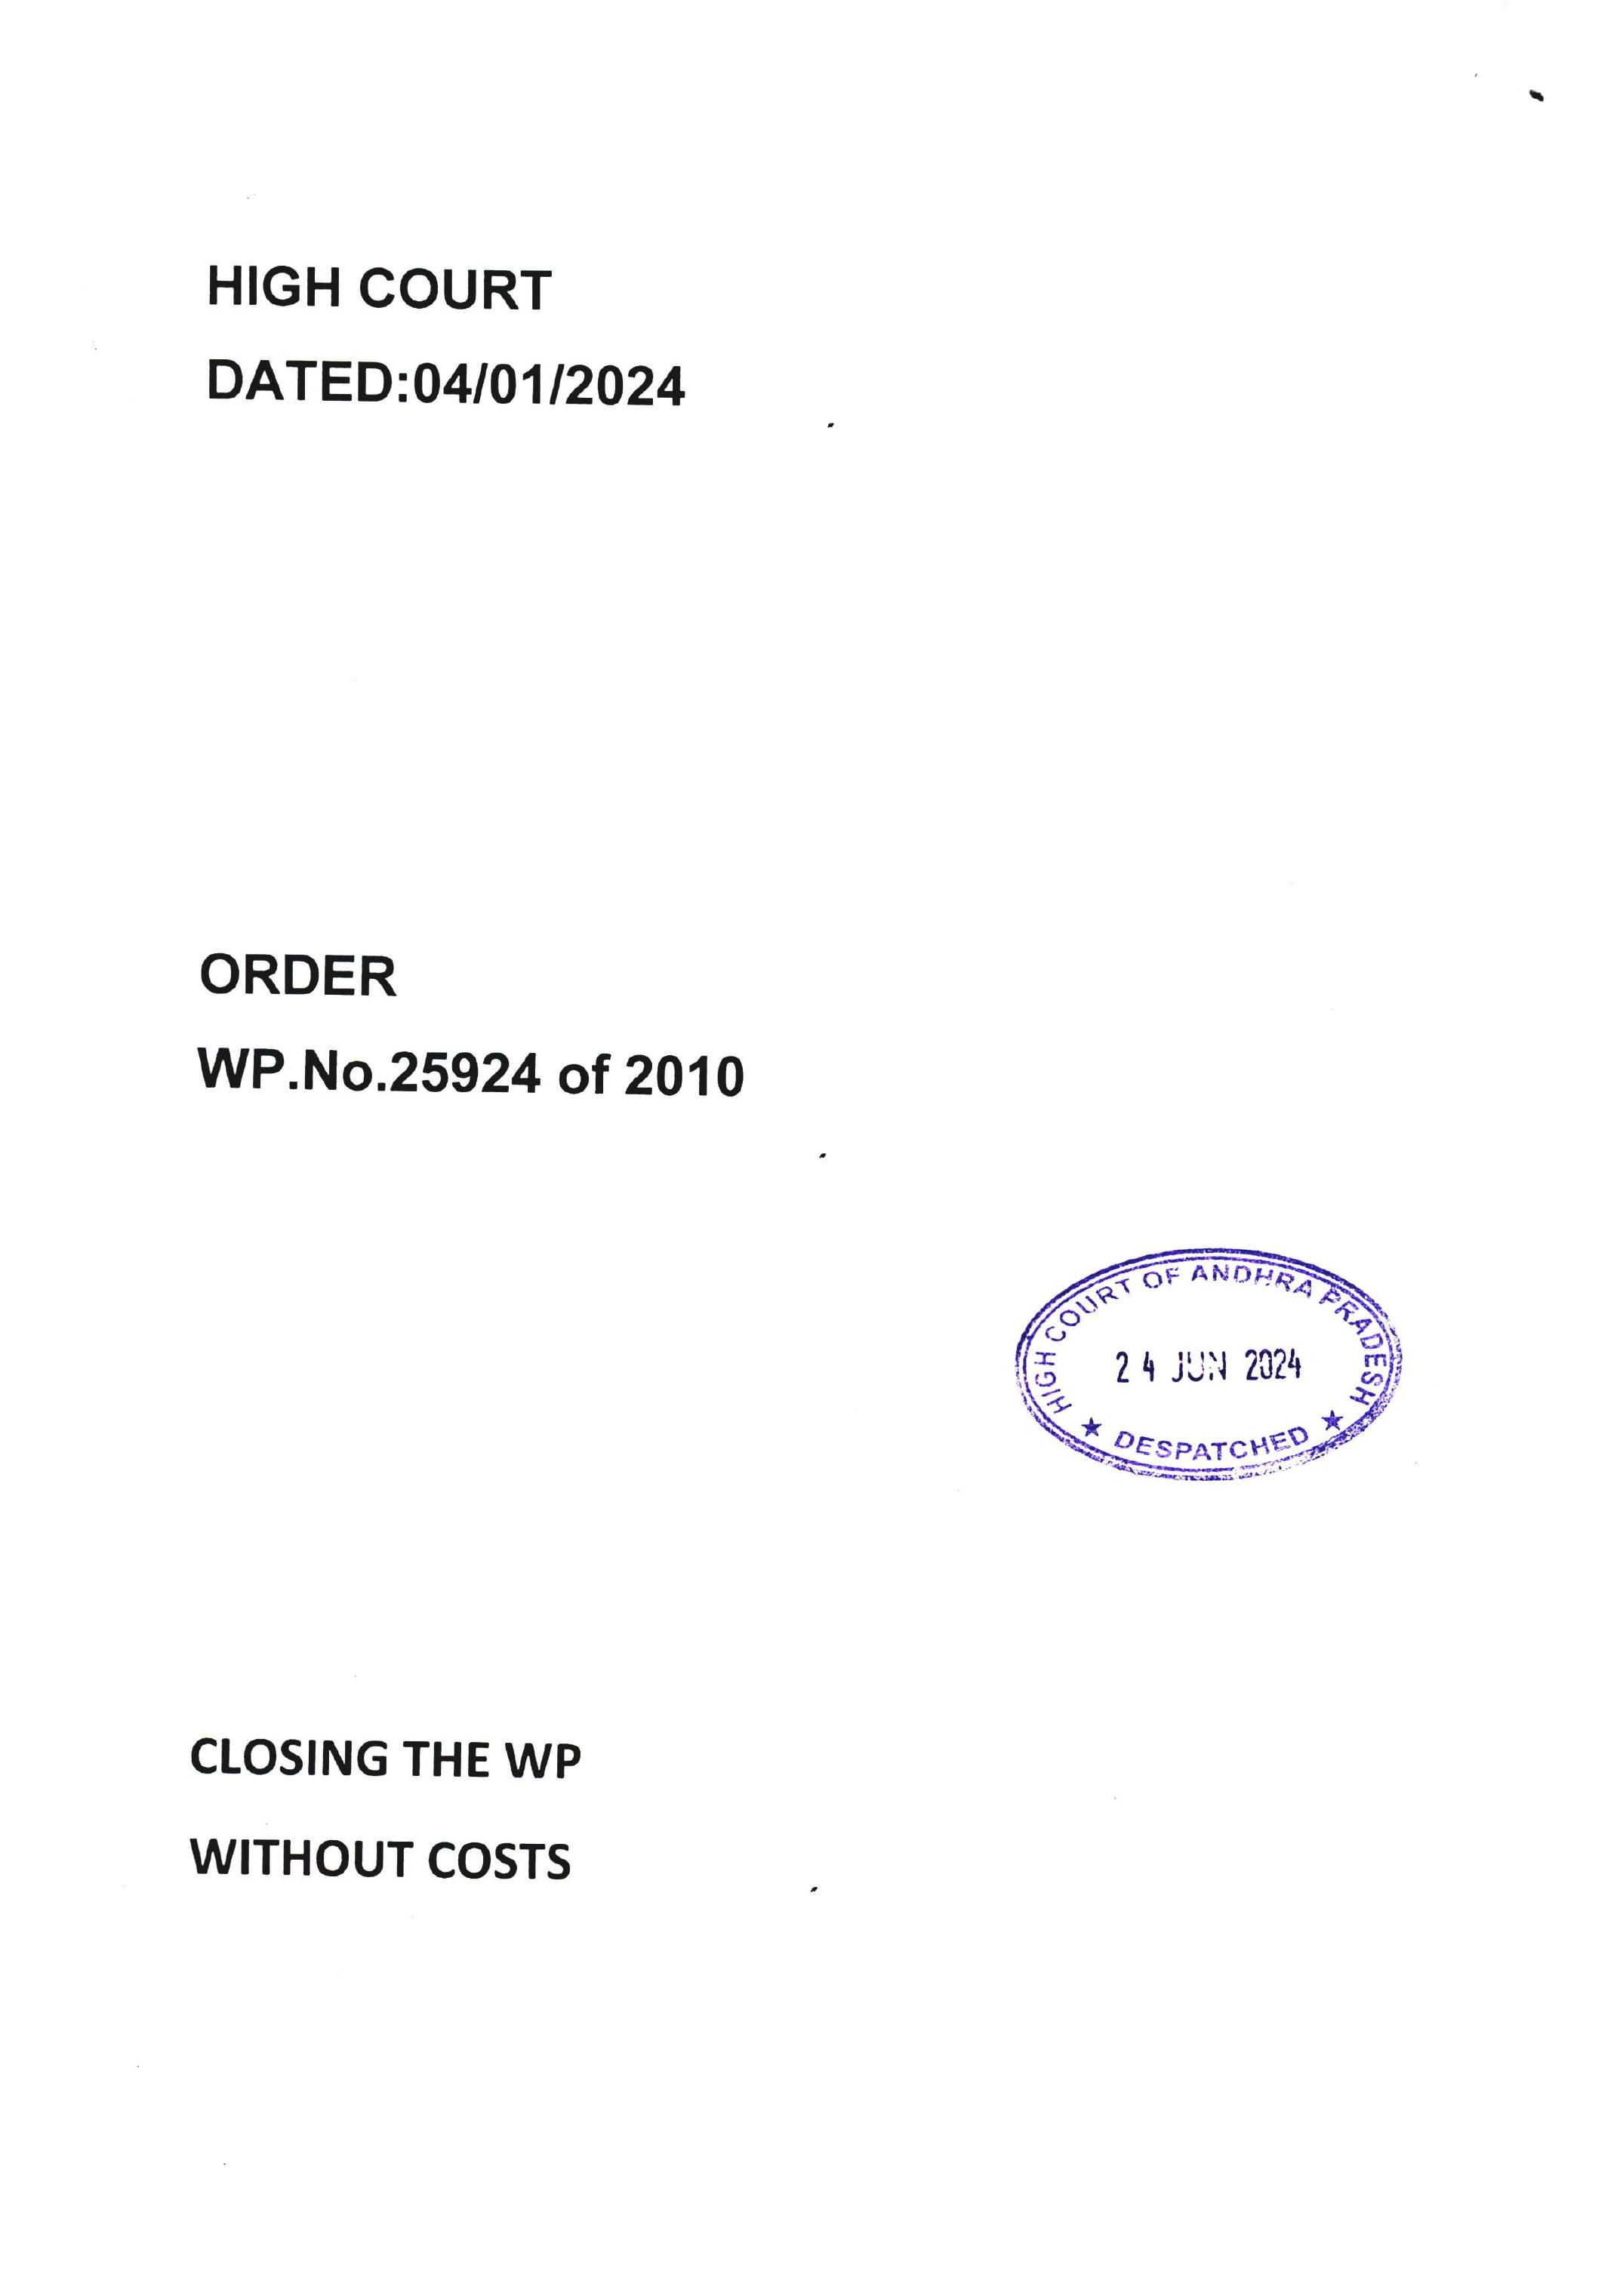 HIGH COURT
DATED:04/01/2024
ORDER
WP.No.25924 of 2010
HIGH COURT OF ANDHRA PRADESH
24 JUN 2024
★ DESPATCHED ★
CLOSING THE WP
WITHOUT COSTS